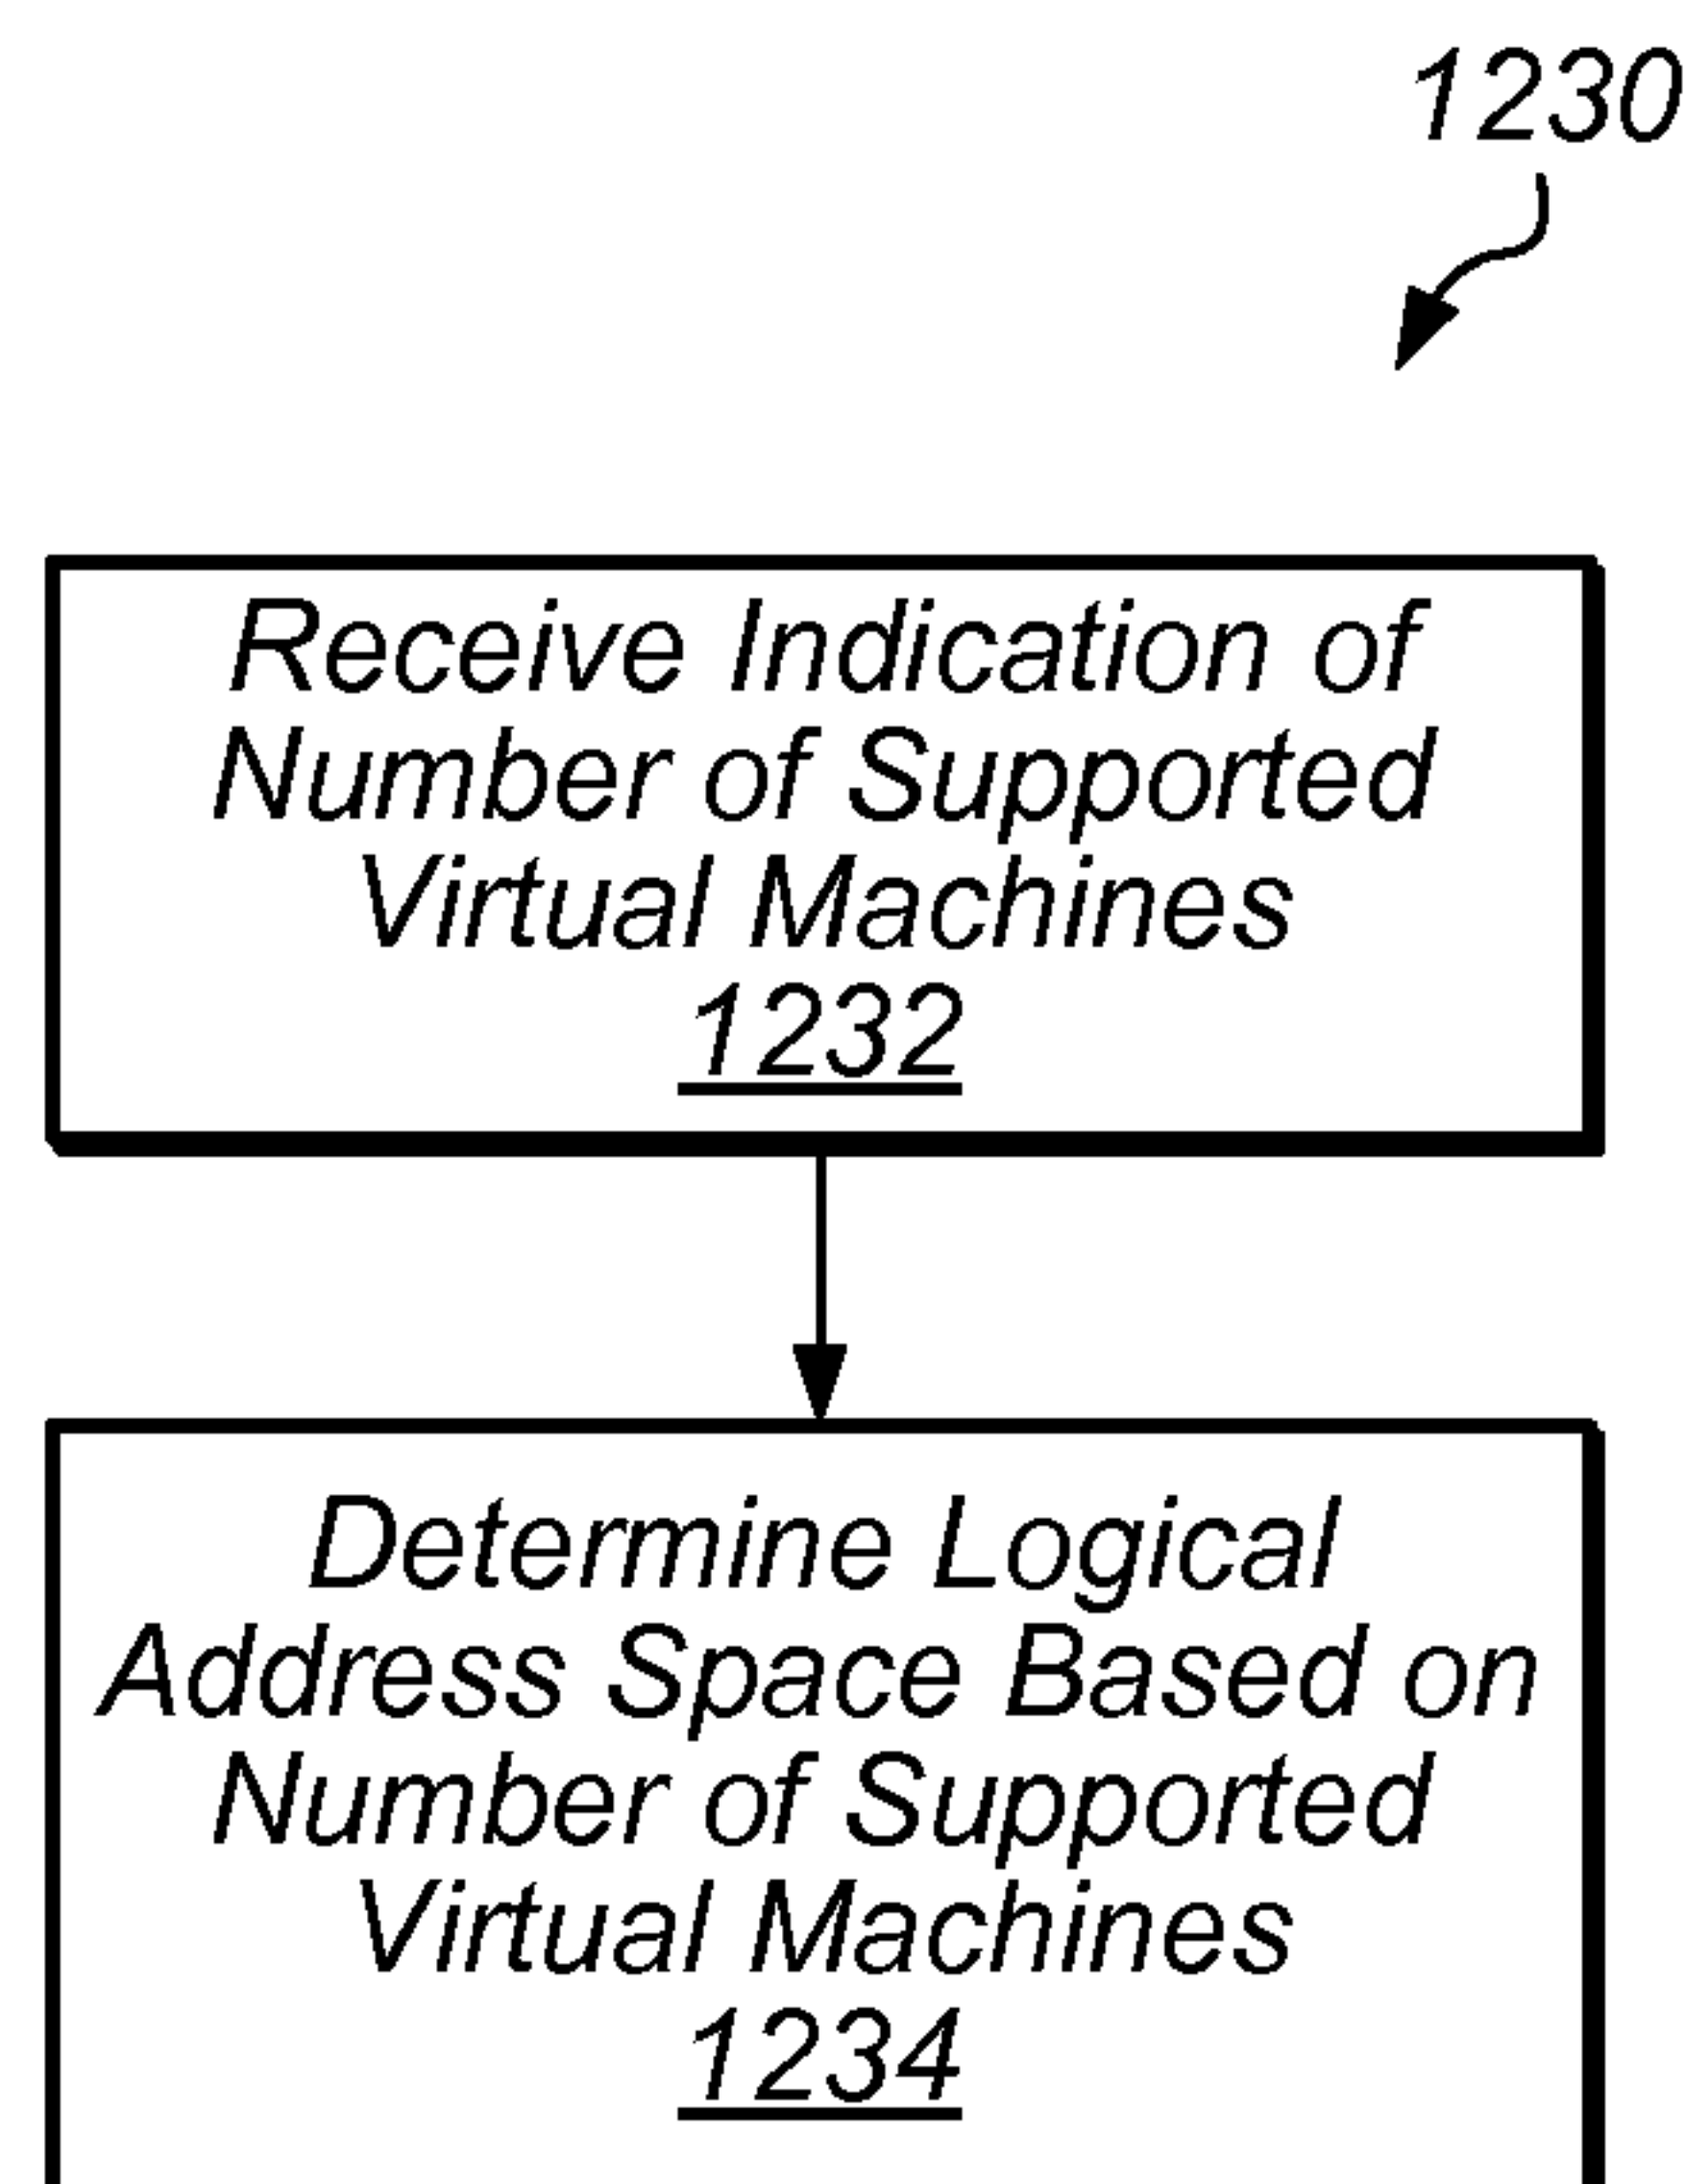 1230
Receive Indication of
Number of Supported
Virtual Machines
1232
Determine Logical
Address Space Based on
Number of Supported
Virtual Machines
1234